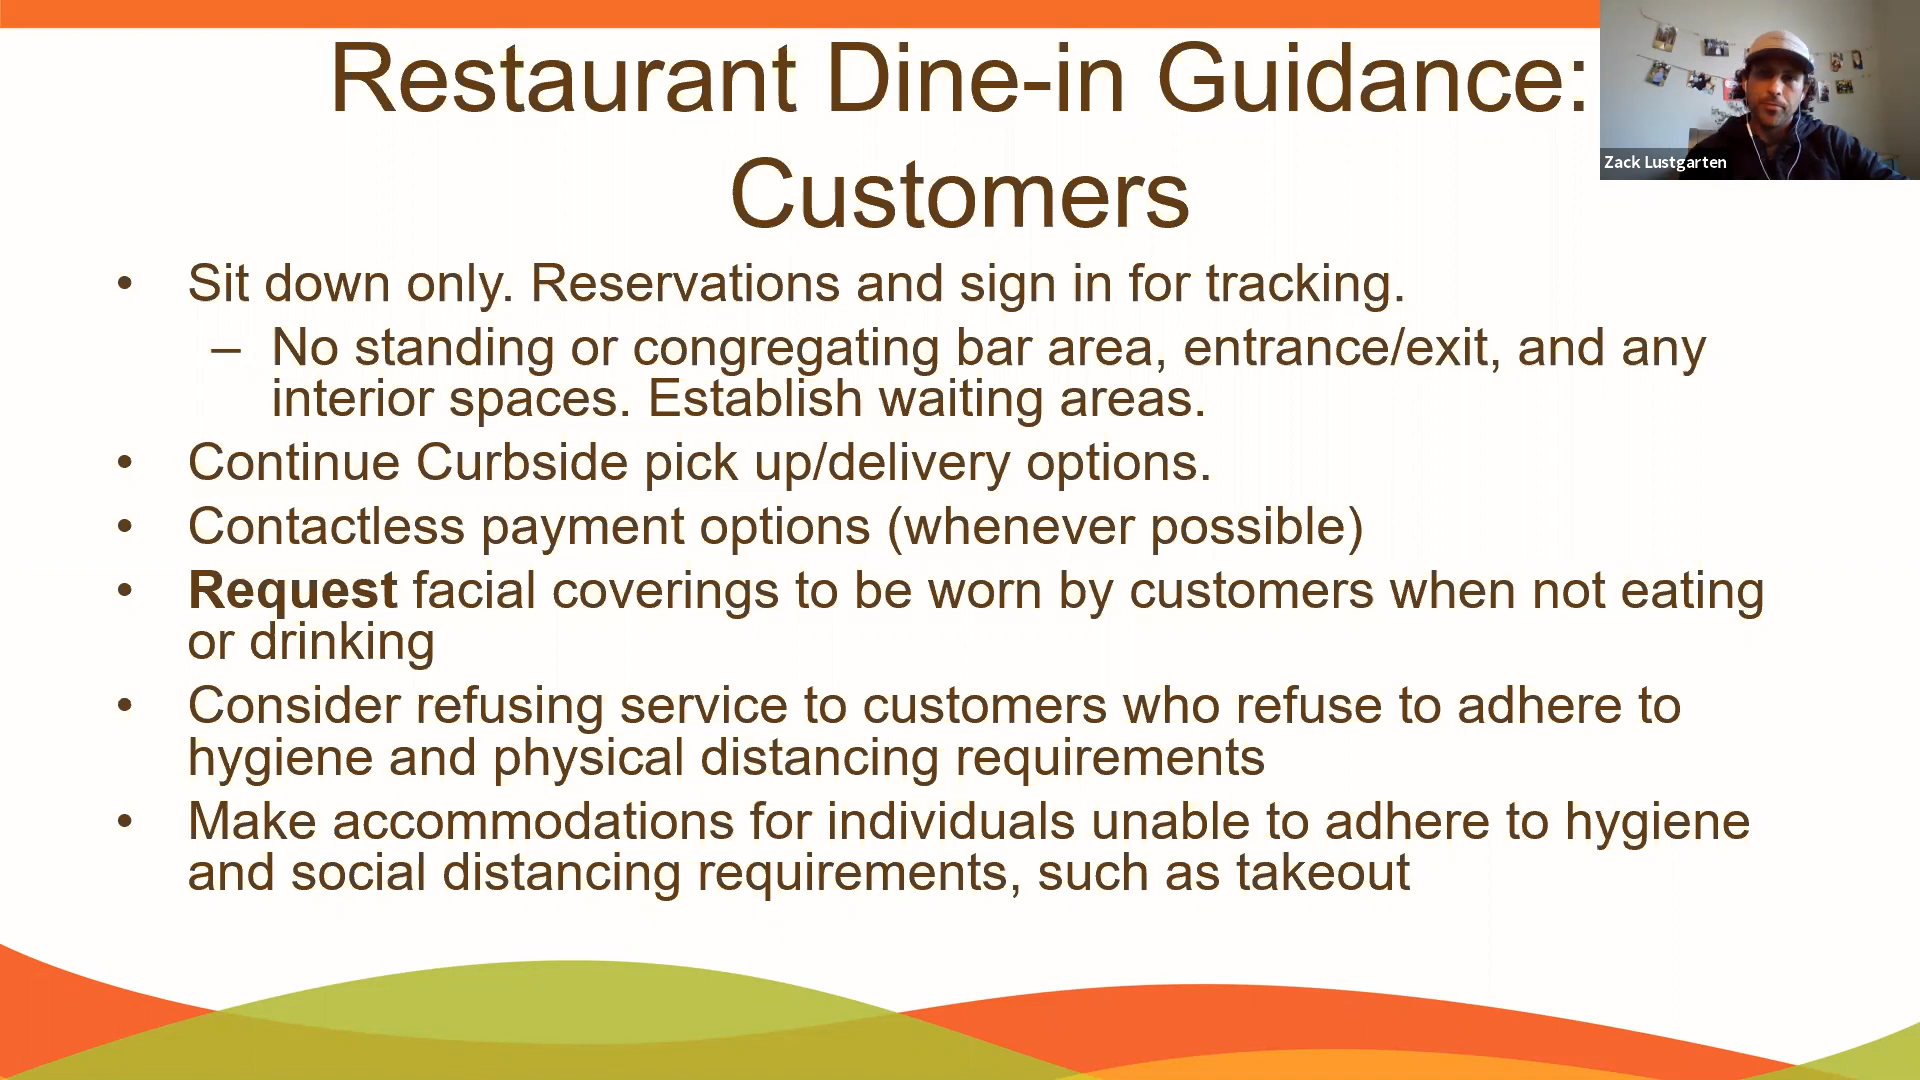 Restaurant Dine-in Guidance:
Customers
Zack Lustgarten
• Sit down only. Reservations and sign in for tracking.
– No standing or congregating bar area, entrance/exit, and any
interior spaces. Establish waiting areas.
• Continue Curbside pick up/delivery options.
• Contactless payment options (whenever possible)
• Request facial coverings to be worn by customers when not eating
or drinking
• Consider refusing service to customers who refuse to adhere to
hygiene and physical distancing requirements
• Make accommodations for individuals unable to adhere to hygiene
and social distancing requirements, such as takeout